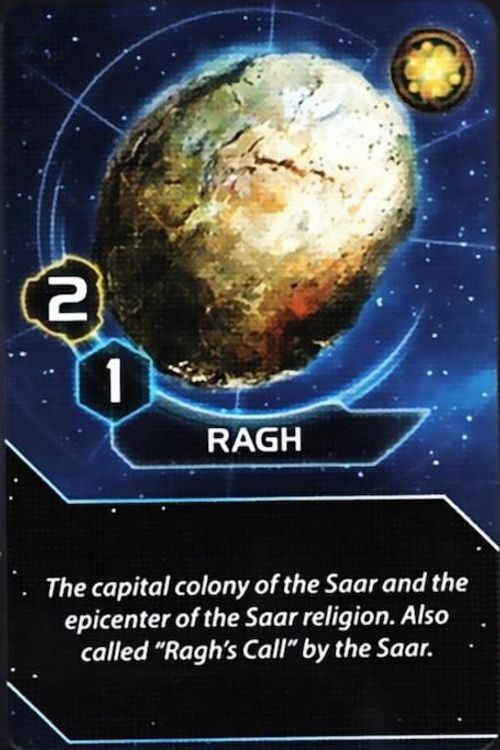 2
1
RAGH
The capital colony of the Saar and the
epicenter of the Saar religion. Also
called “Ragh’s Call” by the Saar.